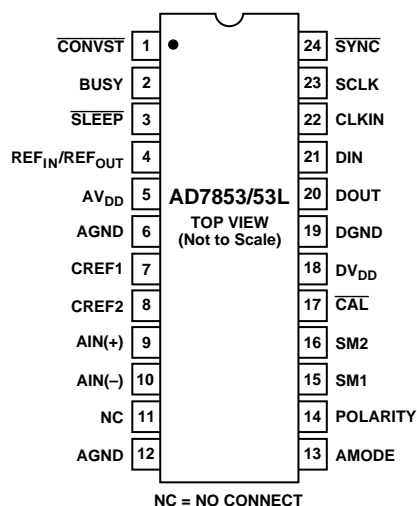 CONVST 1
BUSY 2
SLEEP 3
REFIN/REFOUT 4
AVDD 5
AGND 6
CREF1 7
CREF2 8
AIN(+) 9
AIN(–) 10
NC 11
AGND 12
AD7853/53L
TOP VIEW
(Not to Scale)
24 SYNC
23 SCLK
22 CLKIN
21 DIN
20 DOUT
19 DGND
18 DVDD
17 CAL
16 SM2
15 SM1
14 POLARITY
13 AMODE
NC = NO CONNECT